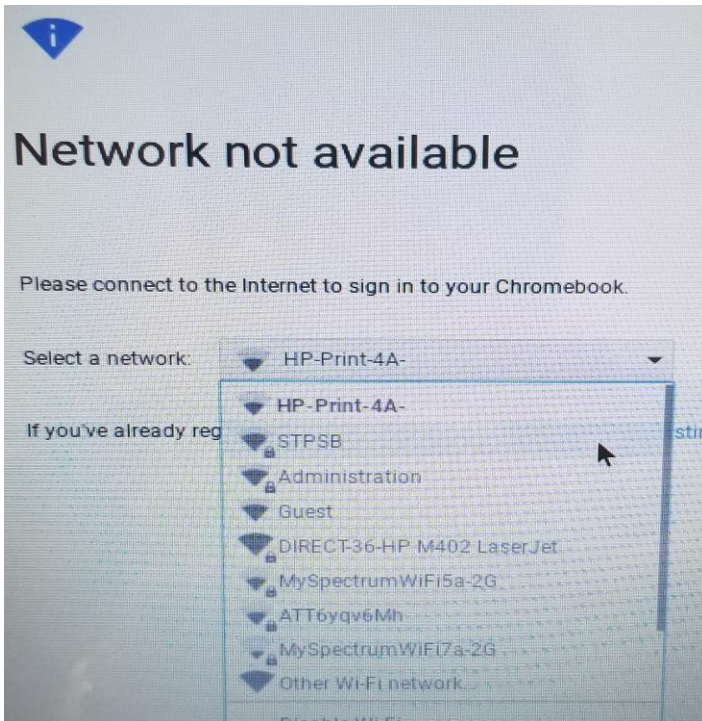 Network not available
Please connect to the Internet to sign in to your Chromebook.
Select a network: HP-Print-4A-
HP-Print-4A-
If you've already reg
STPSB
Administration
Guest
DIRECT-36-HP M402 LaserJet
MySpectrumWiFi5a-2G
ATT6yqv6Mh
MySpectrumWiFi7a-2G
Other Wi-Fi network...